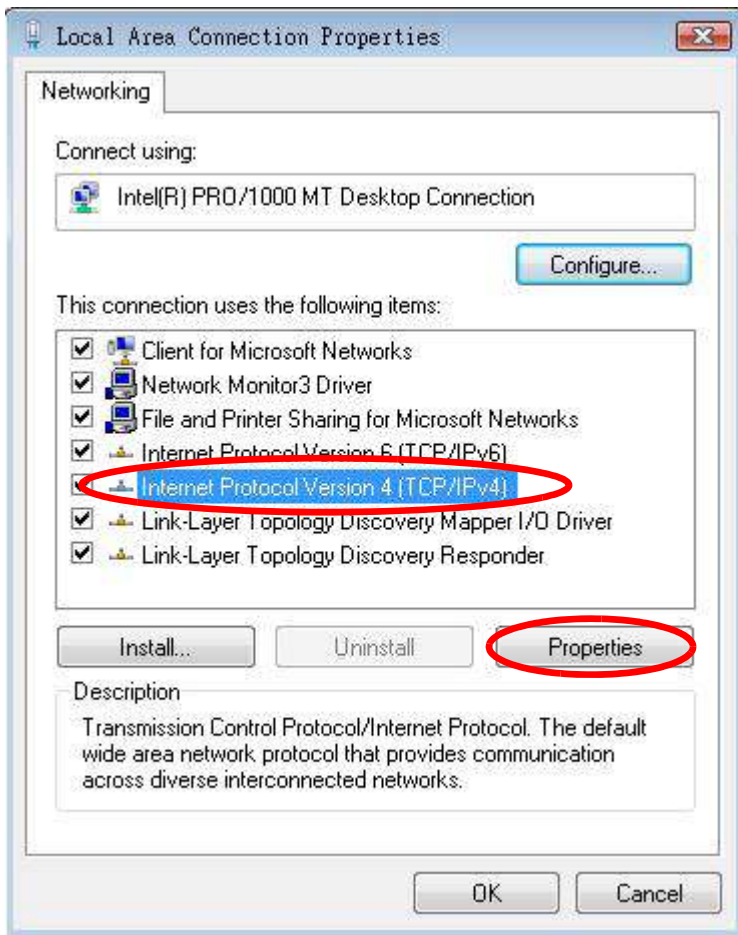 Local Area Connection Properties
Networking
Connect using:
Intel(R) PRO/1000 MT Desktop Connection
Configure...
This connection uses the following items:
Client for Microsoft Networks
Network Monitor3 Driver
File and Printer Sharing for Microsoft Networks
Internet Protocol Version 6 (TCP/IPv6)
Internet Protocol Version 4 (TCP/IPv4)
Link-Layer Topology Discovery Mapper I/O Driver
Link-Layer Topology Discovery Responder
Install...
Uninstall
Properties
Description
Transmission Control Protocol/Internet Protocol. The default
wide area network protocol that provides communication
across diverse interconnected networks.
OK
Cancel